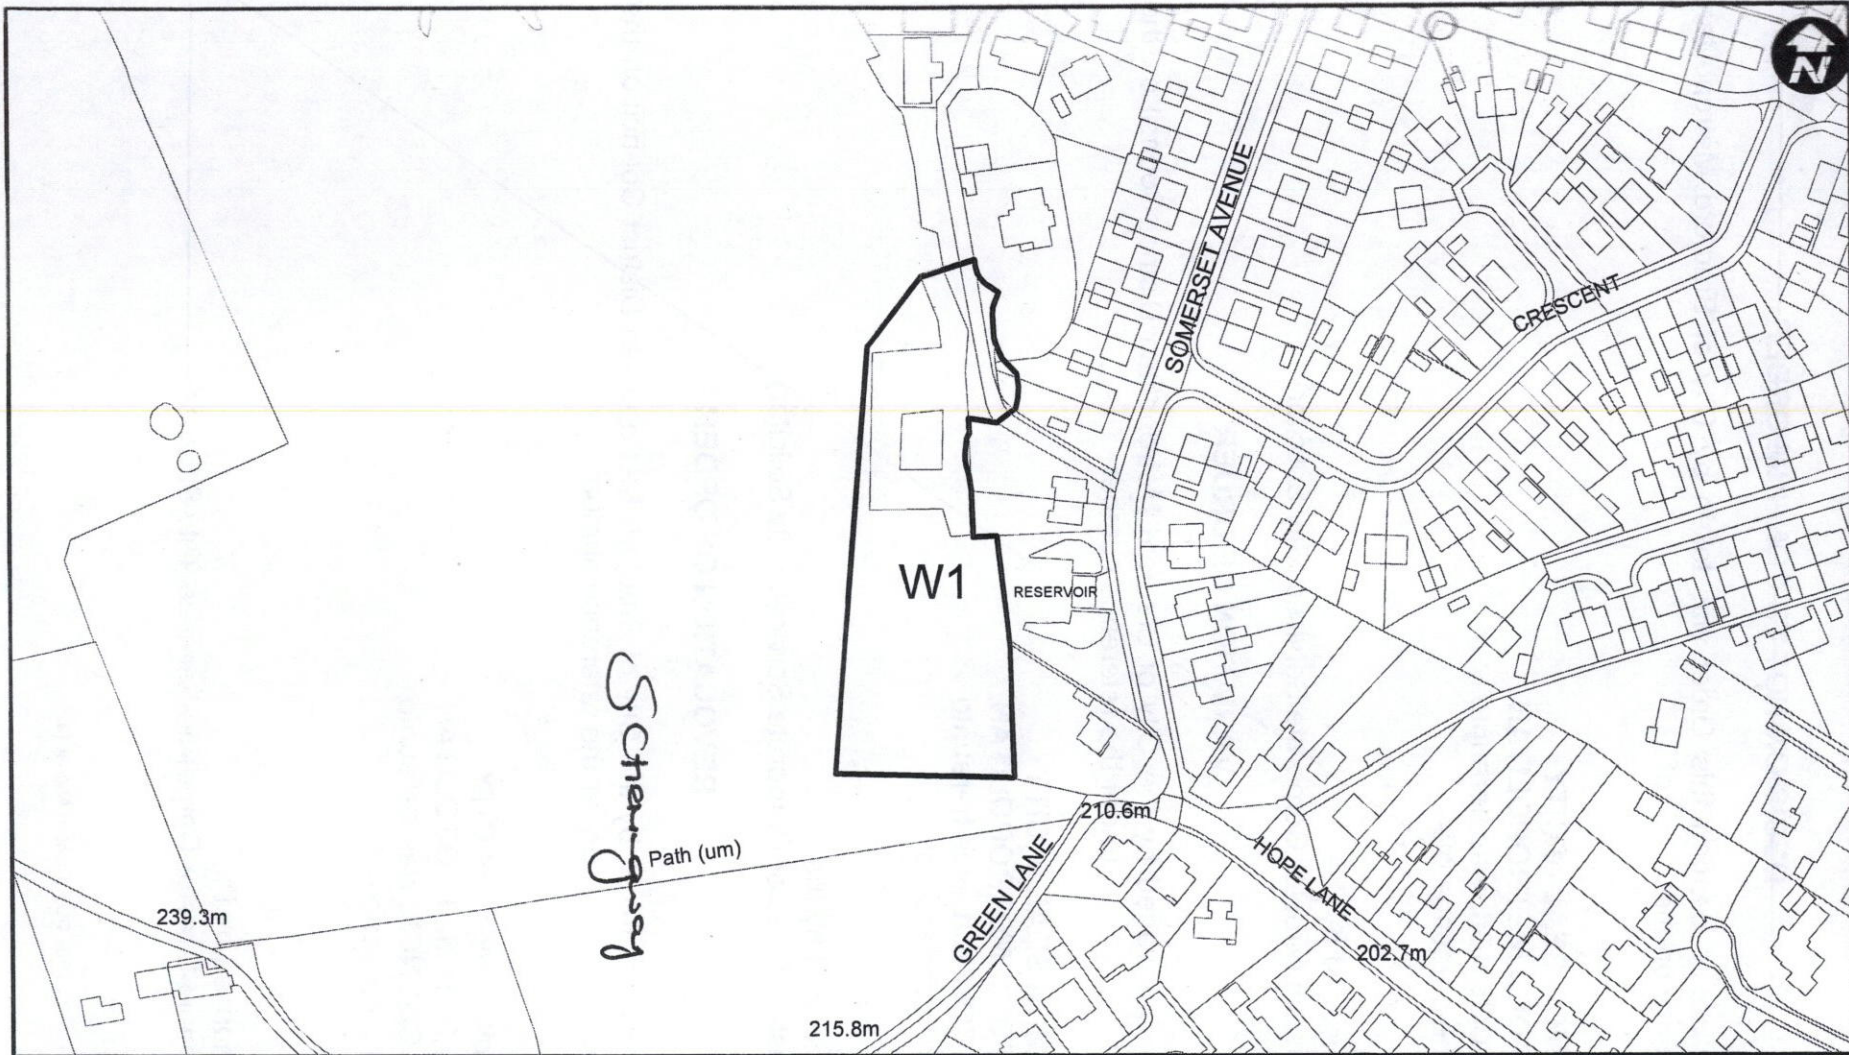 N
SOMERSET AVENUE
CRESCENT
W1
RESERVOIR
Path (um)
210.6m
239.3m
GREEN LANE
HOPE LANE
202.7m
215.8m